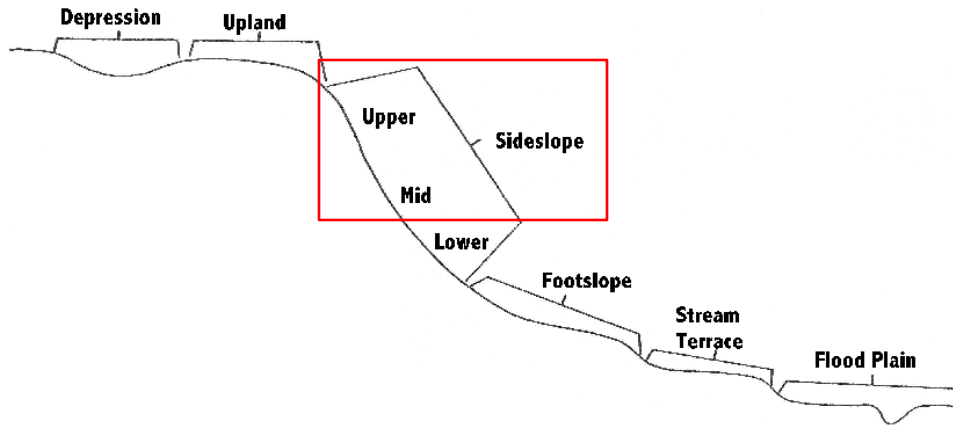 Depression
Upland
Upper
Sideslope
Mid
Lower
Footslope
Stream
Terrace
Flood Plain